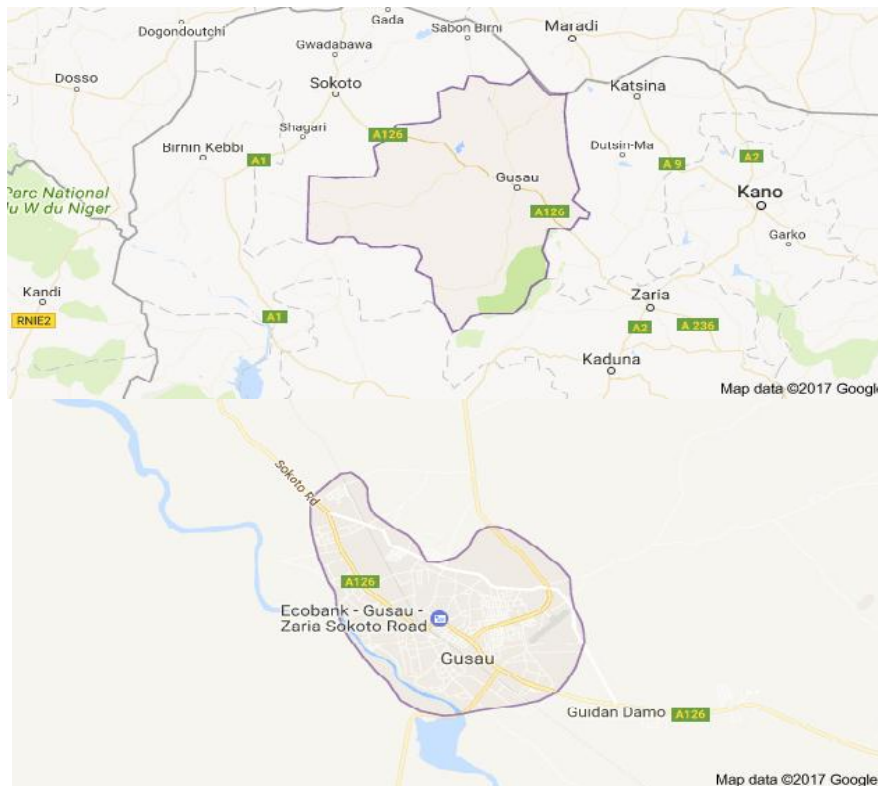 Gada
Dogondoutchi
Sabon Birni
Maradi
Gwadabawa
Dosso
Sokoto
Katsina
Shagari
A126
Birnin Kebbi
A1
Dutsin-Ma
A 9
A2
Parc National
du W du Niger
Gusau
Kano
A126
Garko
Kandi
Zaria
RNIE2
A1
A2
A 236
Kaduna
Map data ©2017 Google
Sokoto Rd
A126
Ecobank - Gusau -
Zaria Sokoto Road
Gusau
Guidan Damo
A126
Map data ©2017 Google